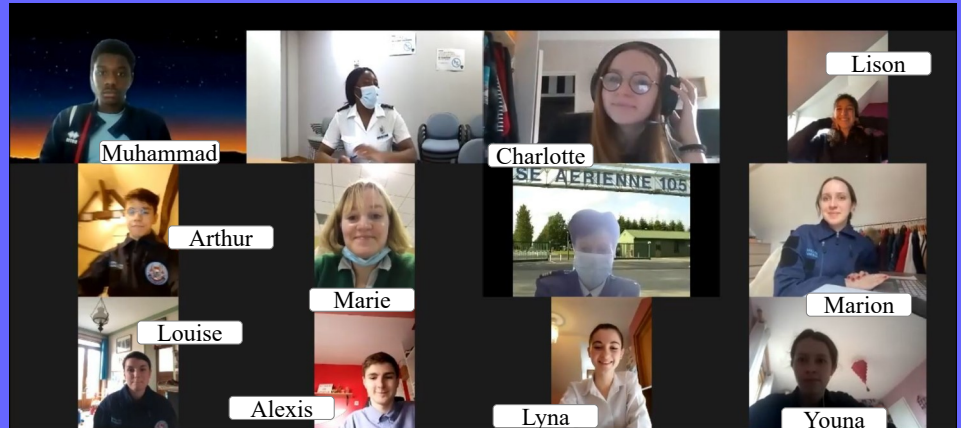 Muhammad
Charlotte
Lison
SE AERIENNE 105
Arthur
Marie
Marion
Louise
Alexis
Lyna
Youna